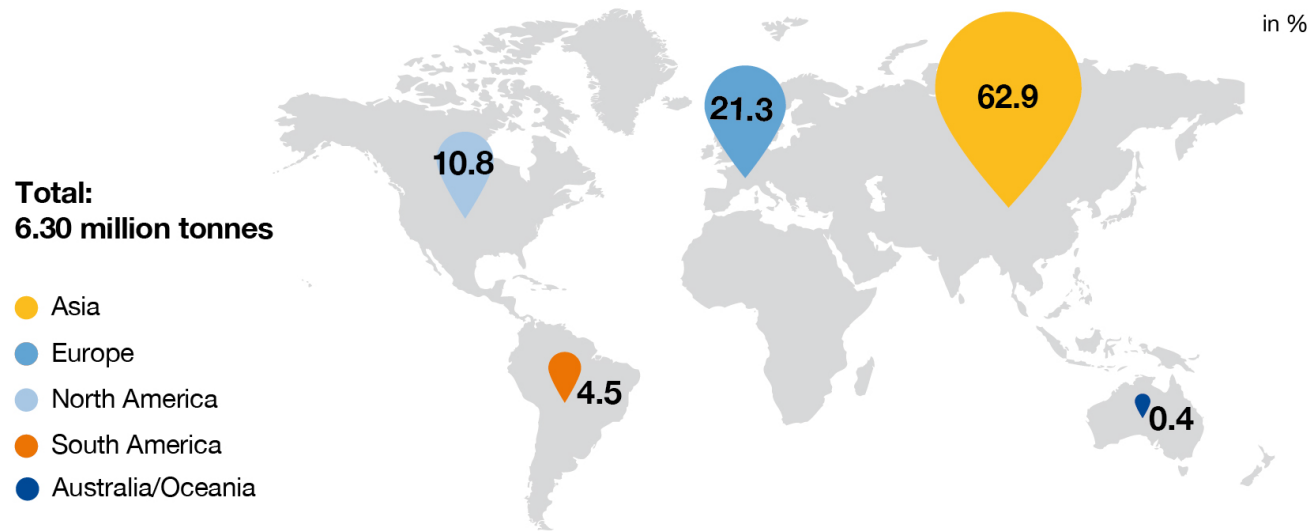 in %
62.9
21.3
10.8
Total:
6.30 million tonnes
Asia
Europe
North America
South America
Australia/Oceania
4.5
0.4